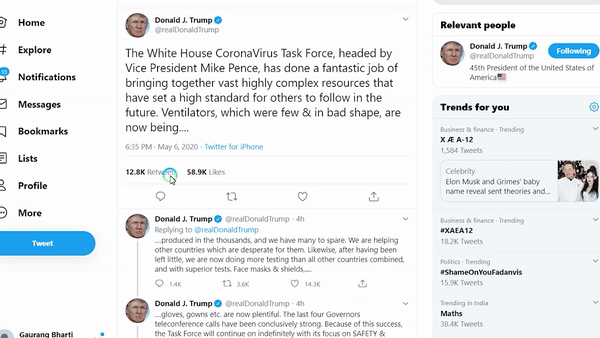 Home
Explore
13
Notifications
Messages
Bookmarks
Lists
Profile
More
Tweet
Gaurang Bharti
Donald J. Trump
@realDonaldTrump
The White House CoronaVirus Task Force, headed by
Vice President Mike Pence, has done a fantastic job of
bringing together vast highly complex resources that
have set a high standard for others to follow in the
future. Ventilators, which were few & in bad shape, are
now being....
6:35 PM · May 6, 2020 · Twitter for iPhone
12.8K Retweets 58.9K Likes
Donald J. Trump @realDonaldTrump · 4h
Replying to @realDonaldTrump
....produced in the thousands, and we have many to spare. We are helping
other countries which are desperate for them. Likewise, after having been
left little, we are now doing more testing than all other countries combined,
and with superior tests. Face masks & shields,....
1.4K 3.6K 14.3K
Donald J. Trump @realDonaldTrump · 4h
....gloves, gowns etc. are now plentiful. The last four Governors
teleconference calls have been conclusively strong. Because of this success,
the Task Force will continue on indefinitely with its focus on SAFETY &
Relevant people
Donald J. Trump
@realDonaldTrump
Following
45th President of the United States of
America
Trends for you
Business & finance · Trending
X Æ A-12
1,584 Tweets
Celebrity
Elon Musk and Grimes' baby
name reveal sent theories and...
Business & finance · Trending
#XAEA12
18.2K Tweets
Politics · Trending
#ShameOnYouFadanvis
15.9K Tweets
Trending in India
Maths
38.4K Tweets